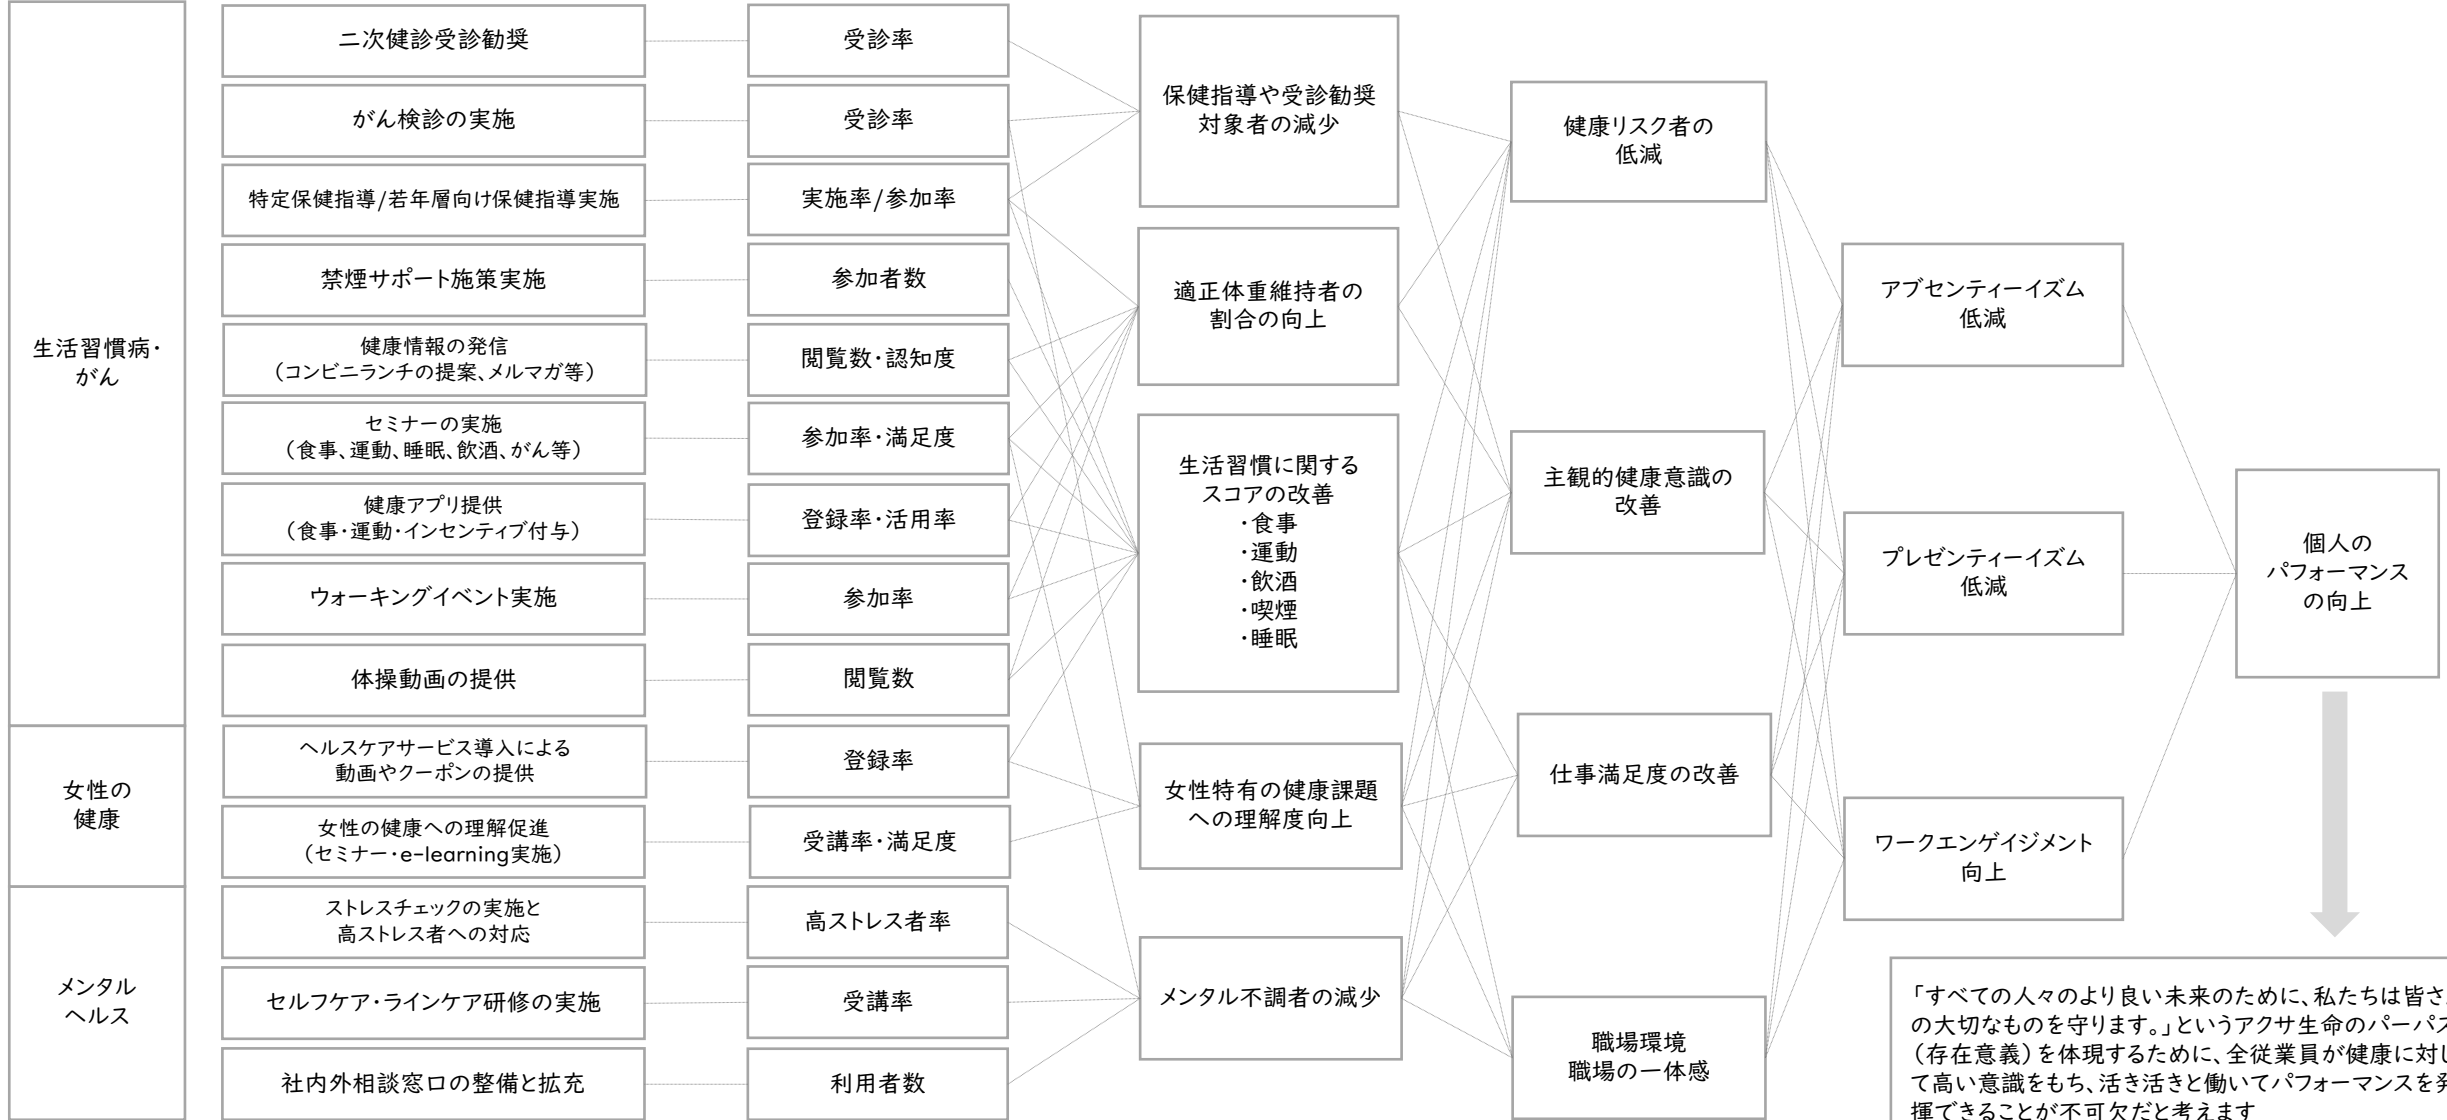 生活習慣病・
がん
二次健診受診勧奨
受診率
がん検診の実施
受診率
特定保健指導/若年層向け保健指導実施
実施率/参加率
禁煙サポート施策実施
参加者数
健康情報の発信
（コンビニランチの提案、メルマガ等）
閲覧数・認知度
セミナーの実施
（食事、運動、睡眠、飲酒、がん等）
参加率・満足度
健康アプリ提供
（食事・運動・インセンティブ付与）
登録率・活用率
ウォーキングイベント実施
参加率
体操動画の提供
閲覧数
女性の
健康
ヘルスケアサービス導入による
動画やクーポンの提供
登録率
女性の健康への理解促進
（セミナー・e-learning実施）
受講率・満足度
メンタル
ヘルス
ストレスチェックの実施と
高ストレス者への対応
高ストレス者率
セルフケア・ラインケア研修の実施
受講率
社内外相談窓口の整備と拡充
利用者数
保健指導や受診勧奨
対象者の減少
適正体重維持者の
割合の向上
生活習慣に関する
スコアの改善
・食事
・運動
・飲酒
・喫煙
・睡眠
女性特有の健康課題
への理解度向上
メンタル不調者の減少
健康リスク者の
低減
主観的健康意識の
改善
仕事満足度の改善
職場環境
職場の一体感
アブセンティーイズム
低減
プレゼンティーイズム
低減
ワークエンゲイジメント
向上
個人の
パフォーマンス
の向上
「すべての人々のより良い未来のために、私たちは皆さ
の大切なものを守ります。」というアクサ生命のパーパス
（存在意義）を体現するために、全従業員が健康に対し
て高い意識をもち、活き活きと働いてパフォーマンスを発
揮できることが不可欠だと考えます